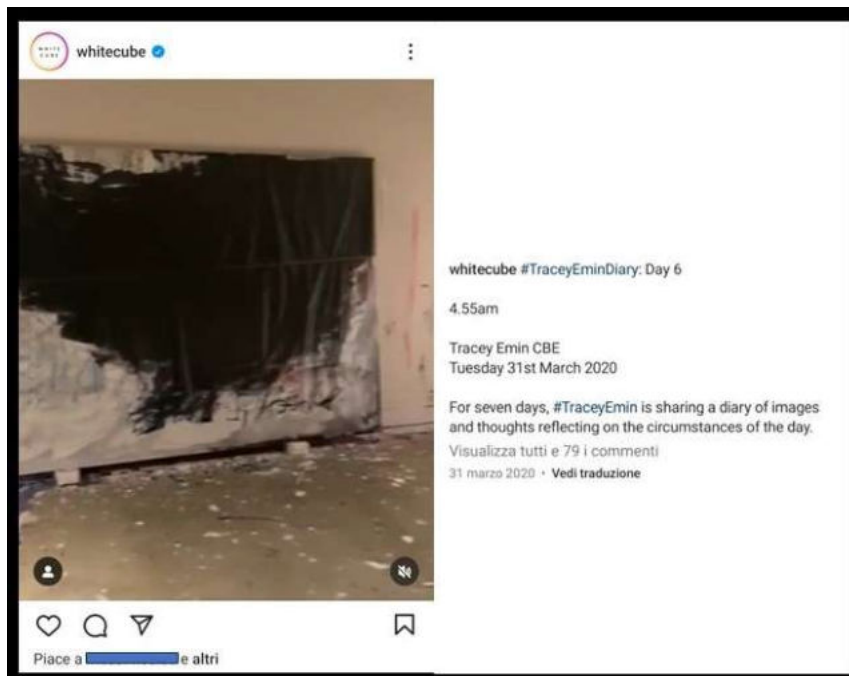 WHITE
CUBE
whitecube
Piace a
e altri
whitecube #TraceyEminDiary: Day 6
4.55am
Tracey Emin CBE
Tuesday 31st March 2020
For seven days, #TraceyEmin is sharing a diary of images
and thoughts reflecting on the circumstances of the day.
Visualizza tutti e 79 i commenti
31 marzo 2020 • Vedi traduzione